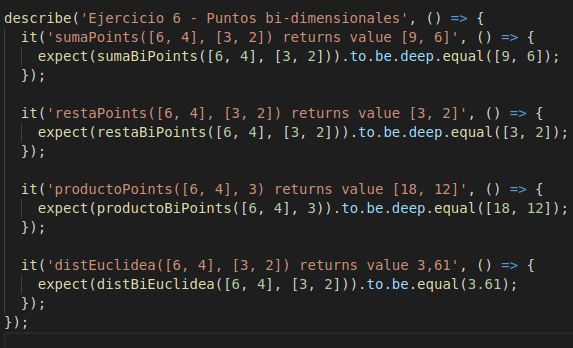 describe('Ejercicio 6 - Puntos bi-dimensionales', () => {
  it('sumaPoints([6, 4], [3, 2]) returns value [9, 6]', () => {
    expect(sumaBiPoints([6, 4], [3, 2])).to.be.deep.equal([9, 6]);
  });

  it('restaPoints([6, 4], [3, 2]) returns value [3, 2]', () => {
    expect(restaBiPoints([6, 4], [3, 2])).to.be.deep.equal([3, 2]);
  });

  it('productoPoints([6, 4], 3) returns value [18, 12]', () => {
    expect(productoBiPoints([6, 4], 3)).to.be.deep.equal([18, 12]);
  });

  it('distEuclidea([6, 4], [3, 2]) returns value 3,61', () => {
    expect(distBiEuclidea([6, 4], [3, 2])).to.be.equal(3.61);
  });
});